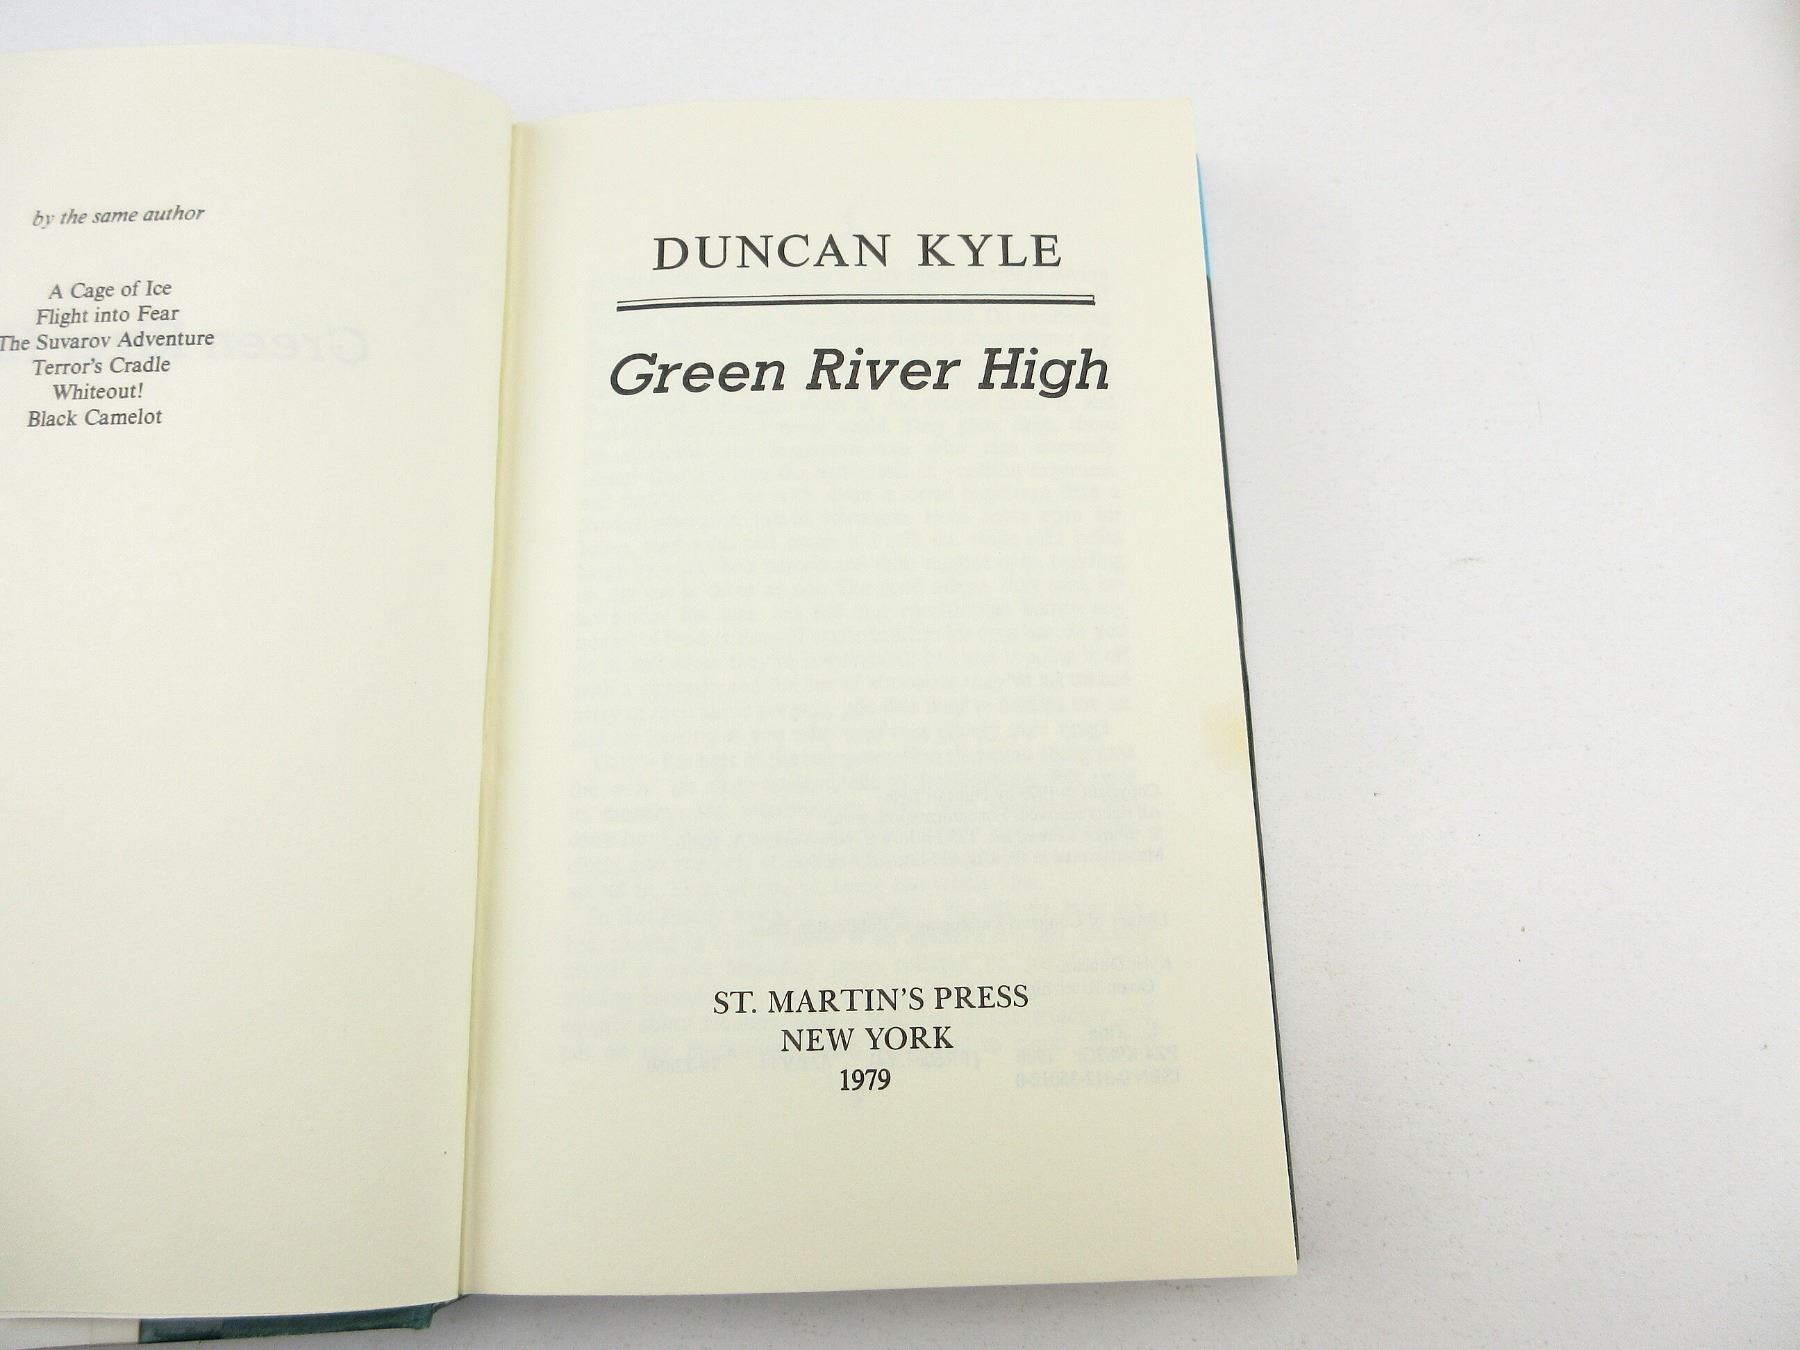 by the same author
A Cage of Ice
Flight into Fear
The Suvarov Adventure
Terror's Cradle
Whiteout!
Black Camelot
DUNCAN KYLE
Green River High
ST. MARTIN'S PRESS
NEW YORK
1979